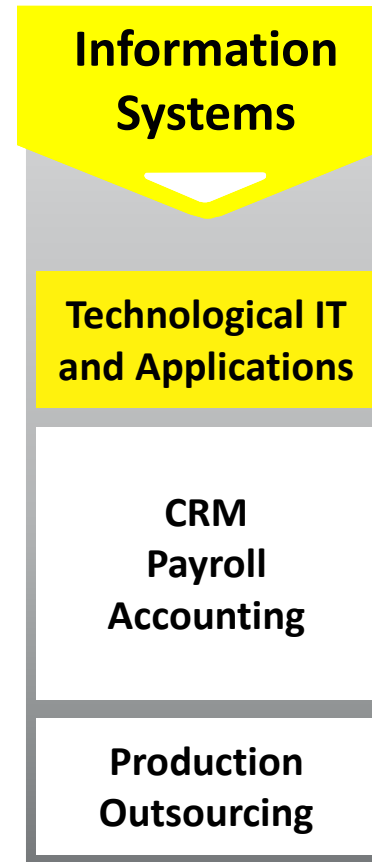 Information
Systems
Technological IT
and Applications
CRM
Payroll
Accounting
Production
Outsourcing